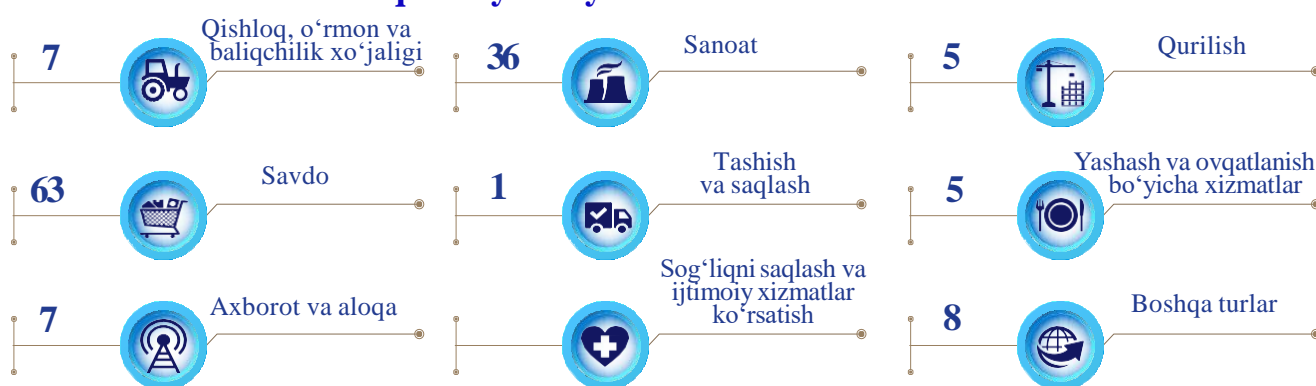 7
Qishloq, o‘rmon va
baliqchilik xo‘jaligi
36
Sanoat
5
Qurilish
63
Savdo
1
Tashish
va saqlash
5
Yashash va ovqatlanish
bo‘yicha xizmatlar
7
Axborot va aloqa
Sog‘liqni saqlash va
ijtimoiy xizmatlar
ko‘rsatish
8
Boshqa turlar